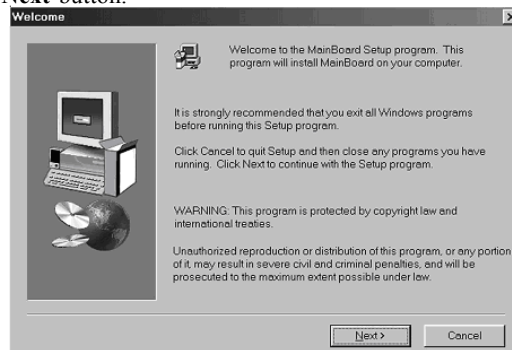 Next button.
Welcome
Welcome to the MainBoard Setup program. This
program will install MainBoard on your computer.
It is strongly recommended that you exit all Windows programs
before running this Setup program.
Click Cancel to quit Setup and then close any programs you have
running. Click Next to continue with the Setup program.
WARNING: This program is protected by copyright law and
international treaties.
Unauthorized reproduction or distribution of this program, or any portion
of it, may result in severe civil and criminal penalties, and will be
prosecuted to the maximum extent possible under law.
Next >
Cancel